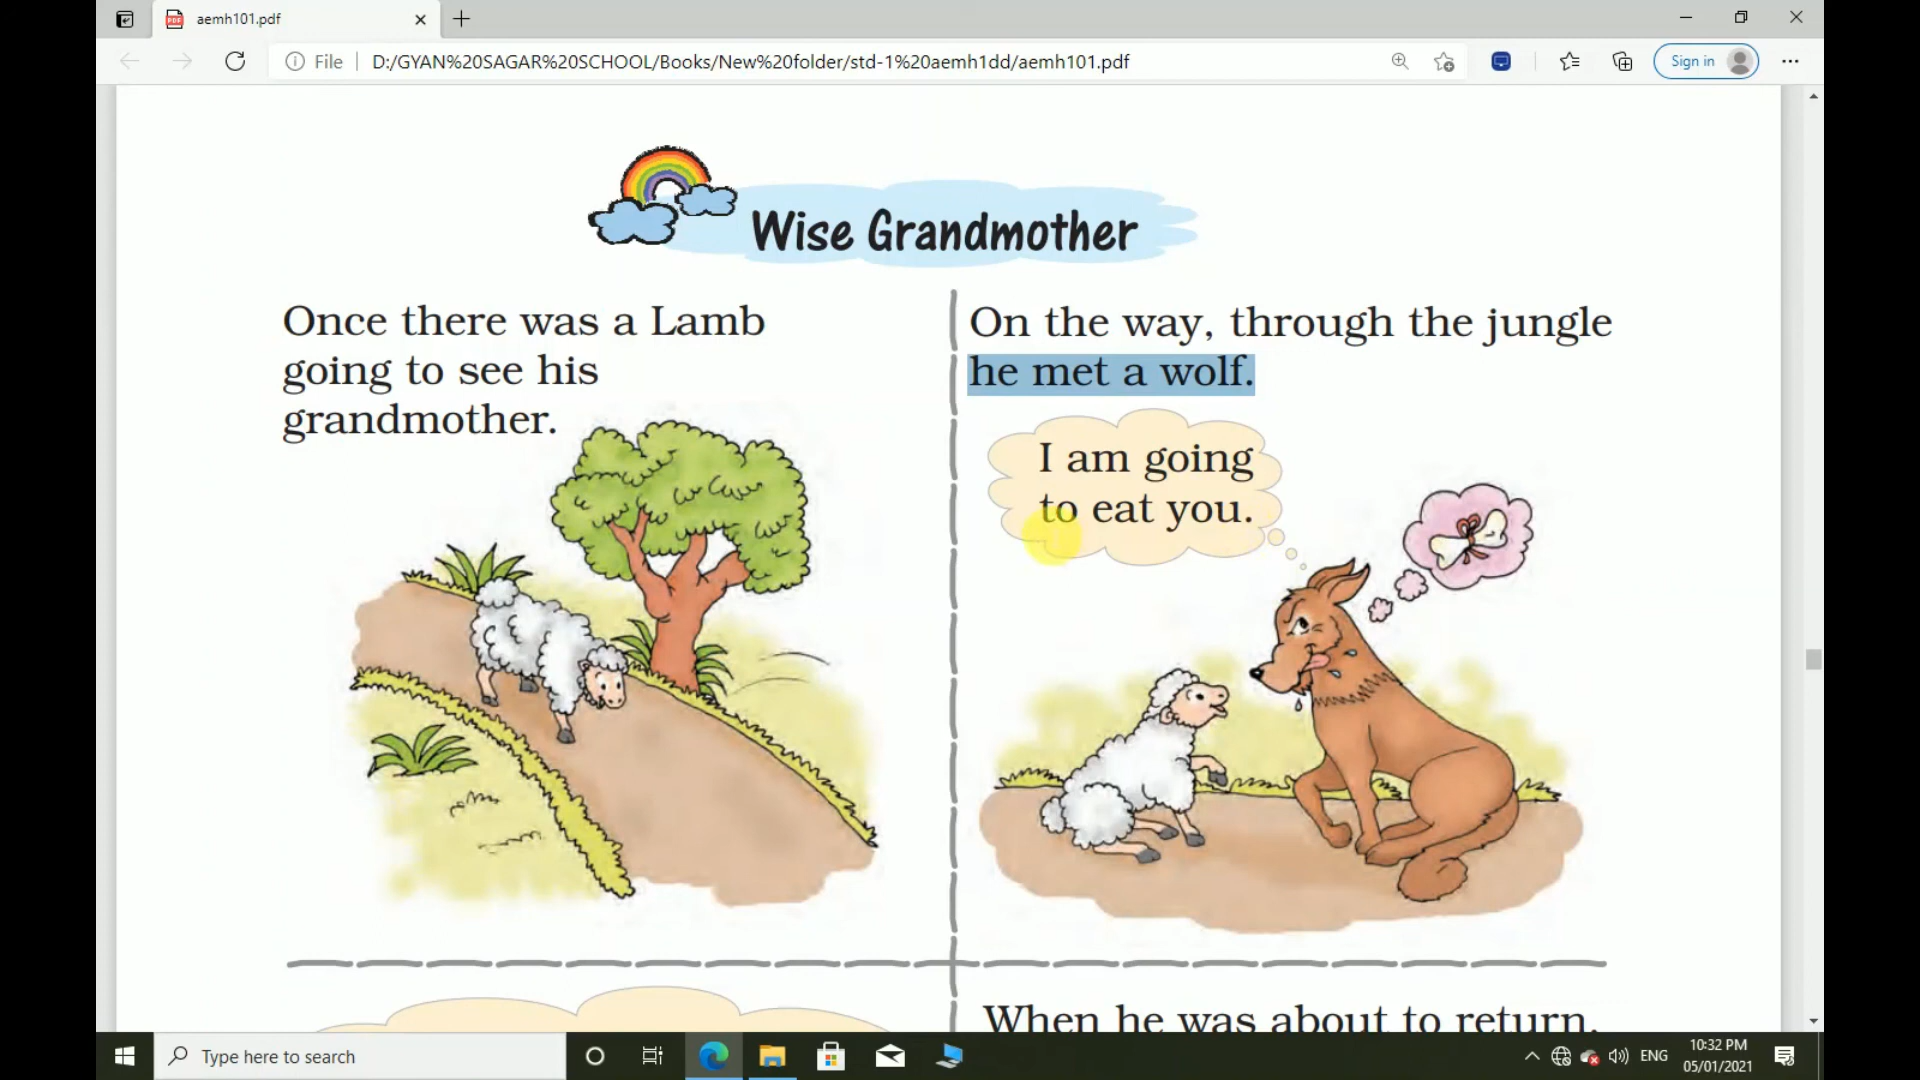 aemh101.pdf
File
D:/GYAN%20SAGAR%20SCHOOL/Books/New%20folder/std-1%20aemh1dd/aemh101.pdf
Sign in
Wise Grandmother
Once there was a Lamb
going to see his
grandmother.
On the way, through the jungle
he met a wolf.
I am going
to eat you.
When he was about to return,
Type here to search
ENG
10:32 PM
05/01/2021